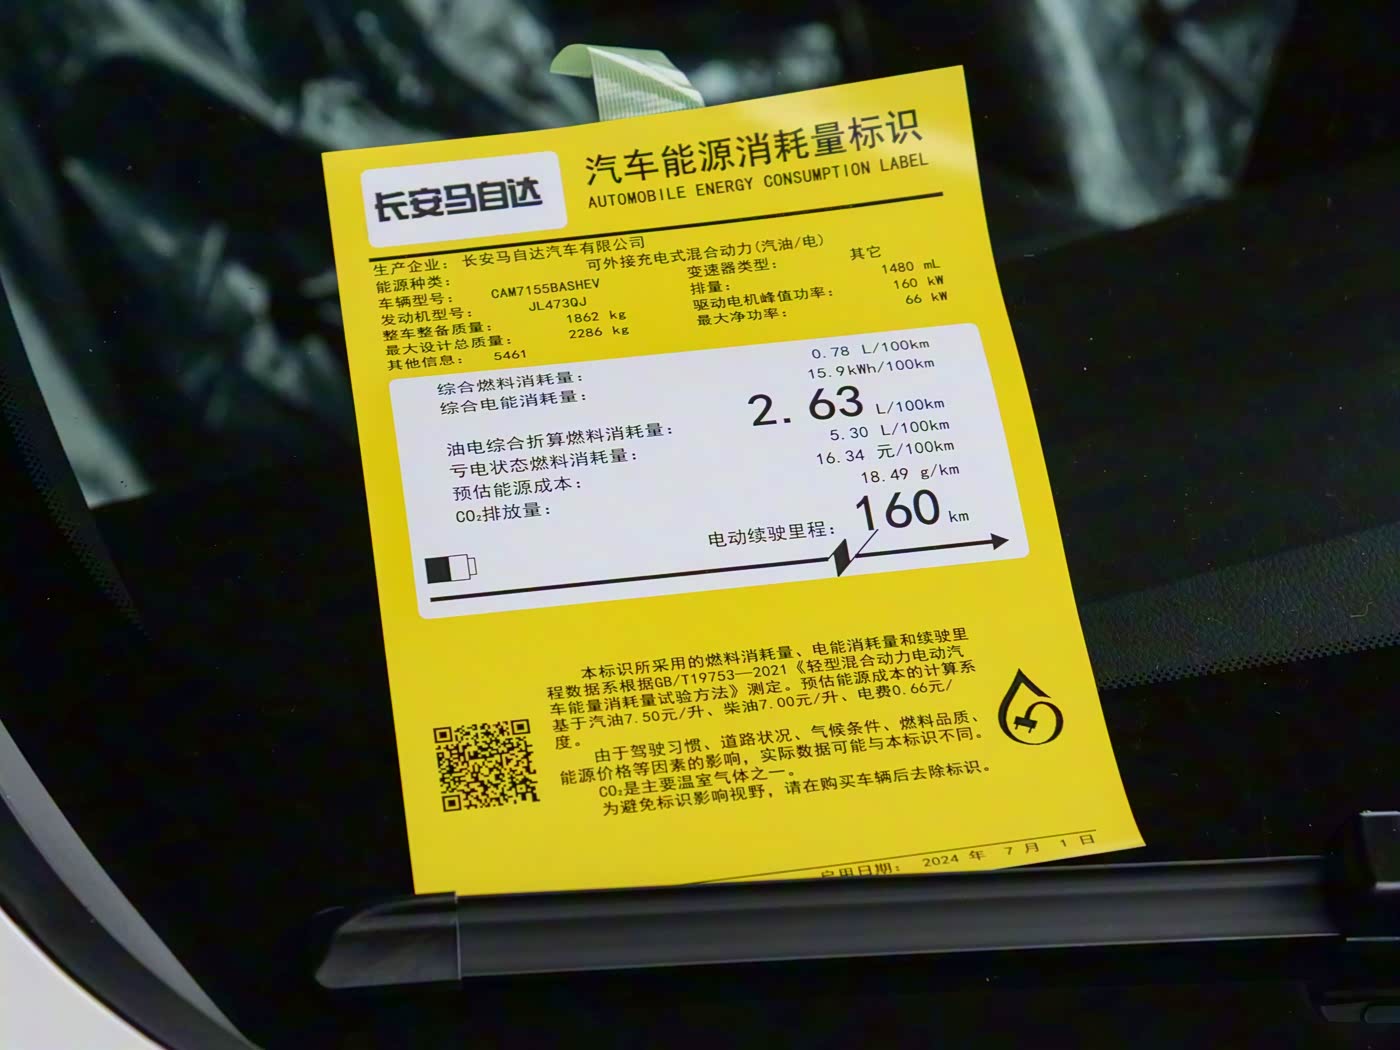 长安马自达
汽车能源消耗量标识
AUTOMOBILE ENERGY CONSUMPTION LABEL
生产企业： 长安马自达汽车有限公司
能源种类： 可外接充电式混合动力(汽油/电)
车辆型号： CAM7155BASHEV 变速器类型： 其它
发动机型号： JL473QJ 排量： 1480 mL
整车整备质量： 1862 kg 驱动电机峰值功率： 160 kW
最大设计总质量： 2286 kg 最大净功率： 66 kW
其他信息： 5461
综合燃料消耗量： 0.78 L/100km
综合电能消耗量： 15.9kWh/100km
油电综合折算燃料消耗量： 2.63 L/100km
亏电状态燃料消耗量： 5.30 L/100km
预估能源成本： 16.34 元/100km
CO₂排放量： 18.49 g/km
电动续驶里程： 160 km
本标识所采用的燃料消耗量、电能消耗量和续驶里
程数据系根据GB/T19753—2021《轻型混合动力电动汽
车能量消耗量试验方法》测定。预估能源成本的计算系
基于汽油7.50元/升、柴油7.00元/升、电费0.66元/
度。
由于驾驶习惯、道路状况、气候条件、燃料品质、
能源价格等因素的影响，实际数据可能与本标识不同。
CO₂是主要温室气体之一。
为避免标识影响视野，请在购买车辆后去除标识。
启用日期： 2024 年 7 月 1 日